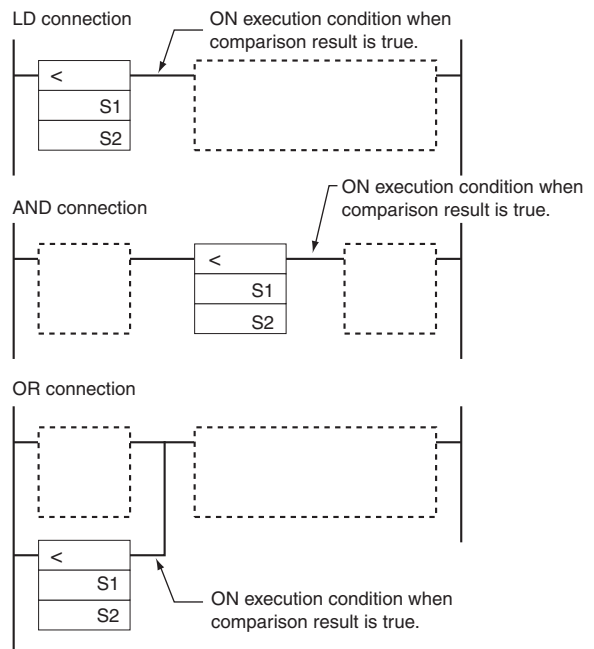 LD connection
ON execution condition when
comparison result is true.
<
S1
S2
ON execution condition when
comparison result is true.
AND connection
<
S1
S2
OR connection
<
S1
S2
ON execution condition when
comparison result is true.